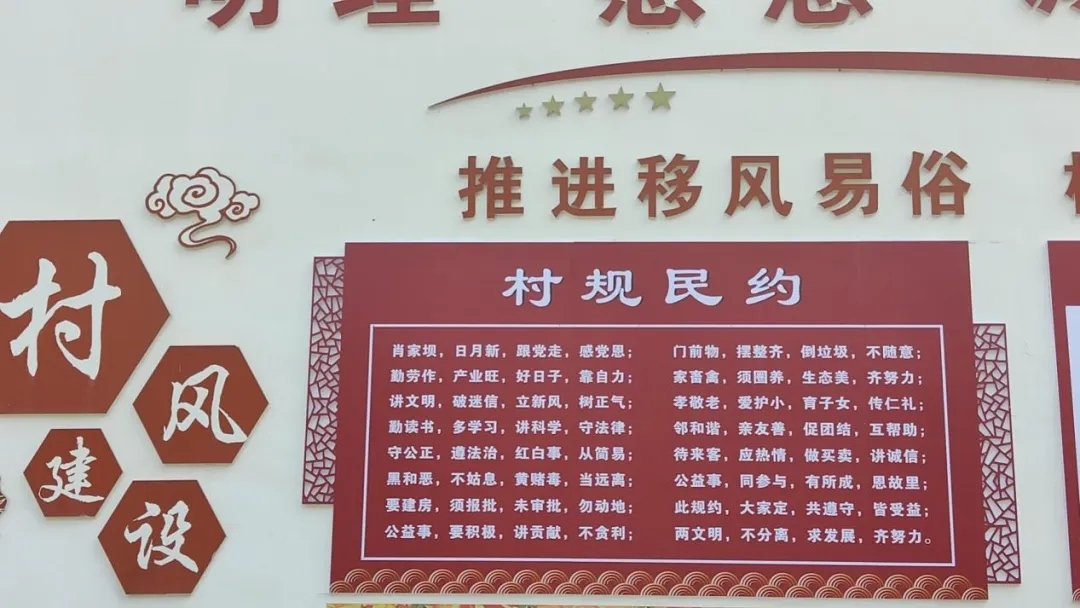 推进移风易俗
村风建设
村规民约
肖家坝，日月新，跟党走，感党恩；
勤劳作，产业旺，好日子，靠自力；
讲文明，破迷信，立新风，树正气；
勤读书，多学习，讲科学，守法律；
守公正，遵法治，红白事，从简易；
黑和恶，不姑息，黄赌毒，当远离；
要建房，须报批，未审批，勿动地；
公益事，要积极，讲贡献，不贪利；
门前物，摆整齐，倒垃圾，不随意；
家畜禽，须圈养，生态美，齐努力；
孝敬老，爱护小，育子女，传仁礼；
邻和谐，亲友善，促团结，互帮助；
待来客，应热情，做买卖，讲诚信；
公益事，同参与，有所成，恩故里；
此规约，大家定，共遵守，皆受益；
两文明，不分离，求发展，齐努力。